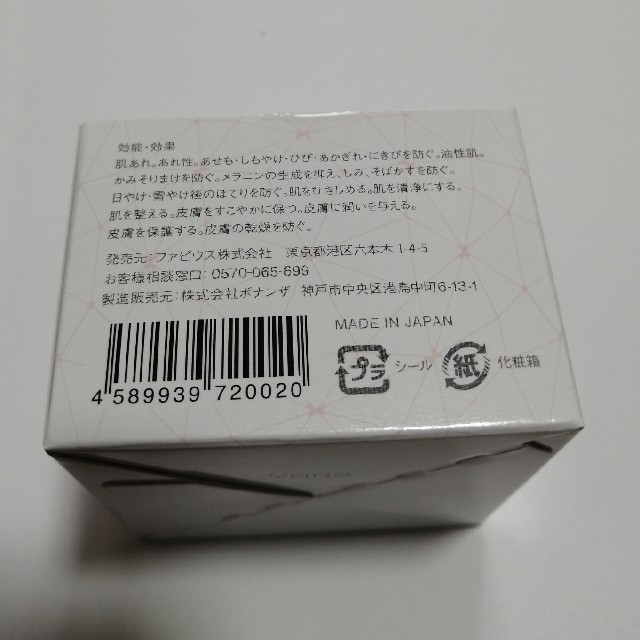 効能・効果
肌あれ。あれ性。あせも・しもやけ・ひび・あかぎれ・にきびを防ぐ。油性肌。
かみそりまけを防ぐ。メラニンの生成を抑え、しみ、そばかすを防ぐ。
日やけ・雪やけ後のほてりを防ぐ。肌をひきしめる。肌を清浄にする。
肌を整える。皮膚をすこやかに保つ。皮膚に潤いを与える。
皮膚を保護する。皮膚の乾燥を防ぐ。
発売元:ファビウス株式会社 東京都港区六本木1-4-5
お客様相談窓口:0570-065-699
製造販売元:株式会社ボナンザ 神戸市中央区港島中町6-13-1
MADE IN JAPAN
プラ シール 紙 化粧箱
4 589939 720020